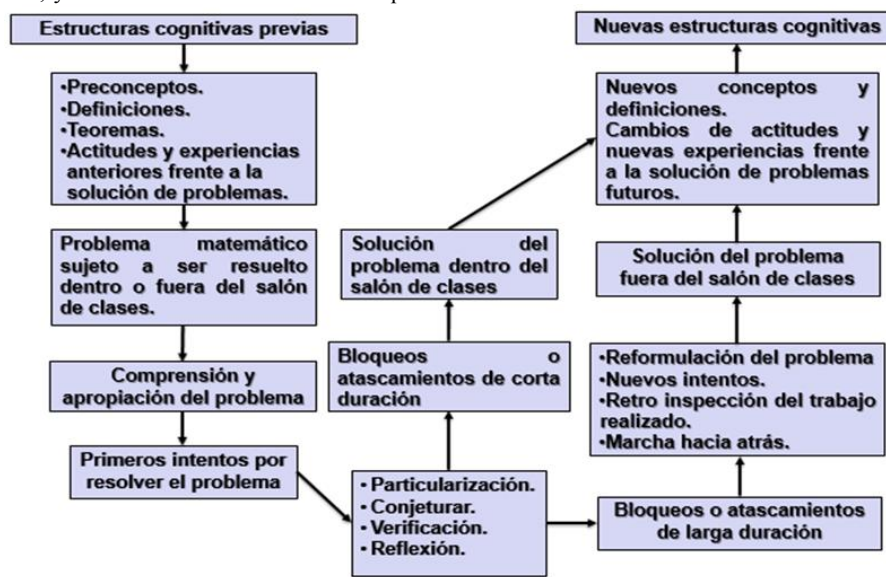 Estructuras cognitivas previas
•Preconceptos.
•Definiciones.
•Teoremas.
•Actitudes y experiencias
anteriores frente a la
solución de problemas.
Problema matemático
sujeto a ser resuelto
dentro o fuera del salón
de clases.
Comprensión y
apropiación del problema
Primeros intentos por
resolver el problema
• Particularización.
• Conjeturar.
• Verificación.
• Reflexión.
Bloqueos o
atascamientos de corta
duración
Solución del
problema dentro del
salón de clases
Bloqueos o atascamientos
de larga duración
•Reformulación del problema
•Nuevos intentos.
•Retro inspección del trabajo
realizado.
•Marcha hacia atrás.
Solución del problema
fuera del salón de clases
Nuevos conceptos y
definiciones.
Cambios de actitudes y
nuevas experiencias frente
a la solución de problemas
futuros.
Nuevas estructuras cognitivas